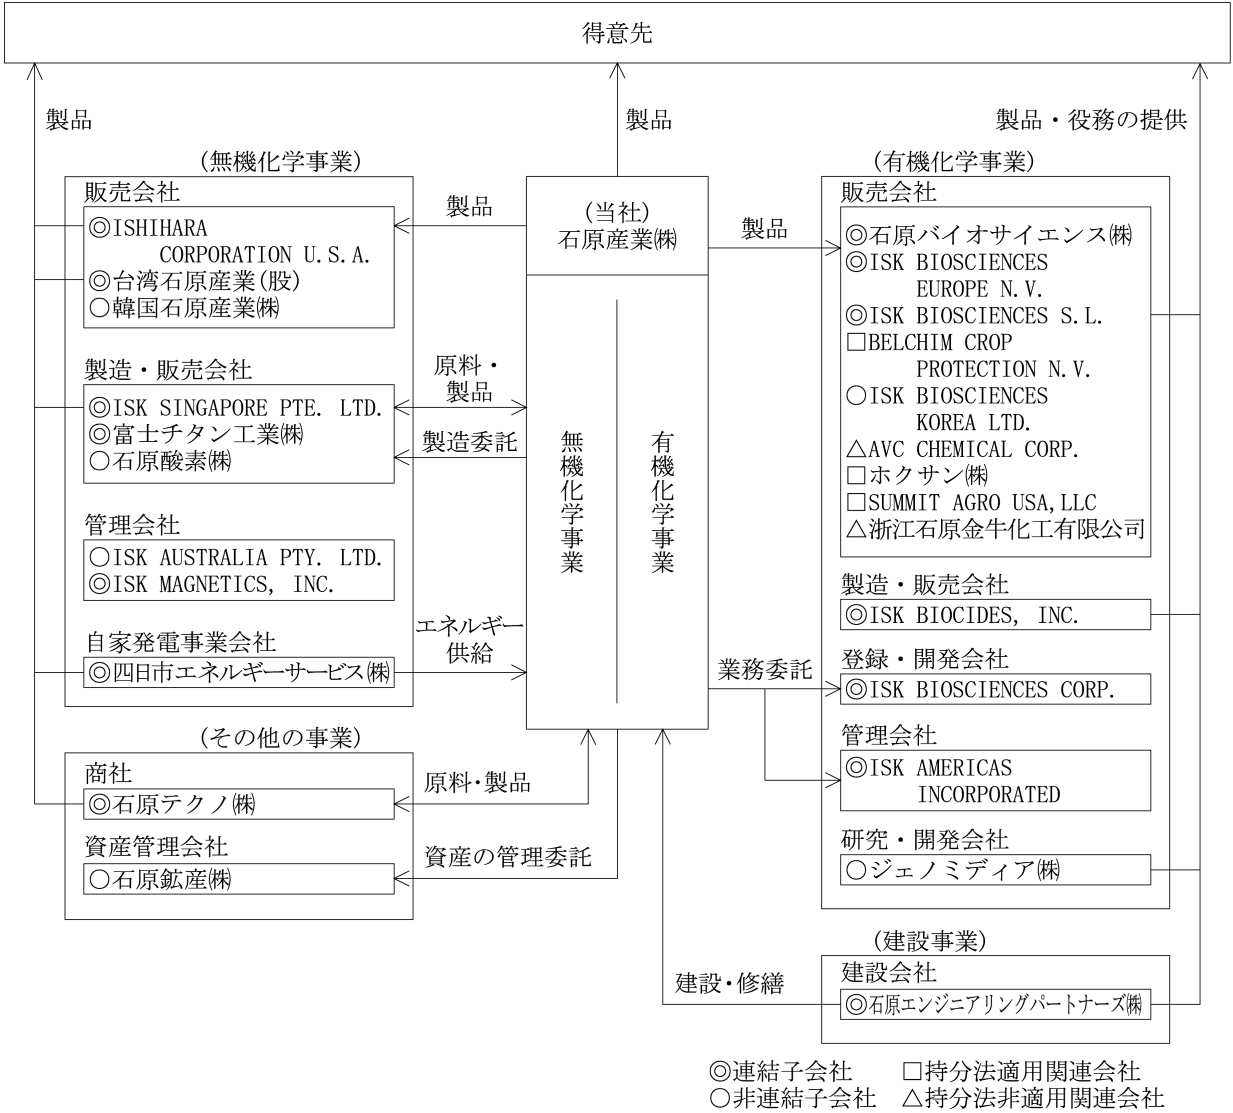 得意先
製品
製品
製品・役務の提供
(無機化学事業)
販売会社
◎ISHIHARA
CORPORATION U.S.A.
◎台湾石原産業(股)
○韓国石原産業㈱
製造・販売会社
◎ISK SINGAPORE PTE. LTD.
◎富士チタン工業㈱
○石原酸素㈱
管理会社
○ISK AUSTRALIA PTY. LTD.
◎ISK MAGNETICS, INC.
自家発電事業会社
◎四日市エネルギーサービス㈱
(その他の事業)
商社
◎石原テクノ㈱
資産管理会社
○石原鉱産㈱
製品
原料・
製品
製造委託
エネルギー
供給
原料・製品
資産の管理委託
(当社)
石原産業㈱
無機化学事業
有機化学事業
製品
業務委託
建設・修繕
(有機化学事業)
販売会社
◎石原バイオサイエンス㈱
◎ISK BIOSCIENCES
EUROPE N.V.
◎ISK BIOSCIENCES S.L.
□BELCHIM CROP
PROTECTION N.V.
○ISK BIOSCIENCES
KOREA LTD.
△AVC CHEMICAL CORP.
□ホクサン㈱
□SUMMIT AGRO USA,LLC
△浙江石原金牛化工有限公司
製造・販売会社
◎ISK BIOCIDES, INC.
登録・開発会社
◎ISK BIOSCIENCES CORP.
管理会社
◎ISK AMERICAS
INCORPORATED
研究・開発会社
○ジェノミディア㈱
(建設事業)
建設会社
◎石原エンジニアリングパートナーズ㈱
◎連結子会社 □持分法適用関連会社
○非連結子会社 △持分法非適用関連会社